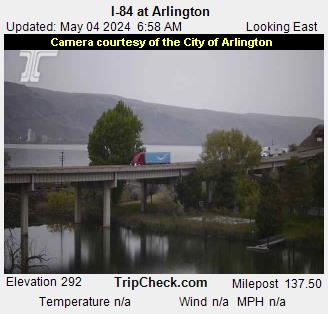 I-84 at Arlington
Updated: May 04 2024 6:58 AM Looking East
Camera courtesy of the City of Arlington
Elevation 292 TripCheck.com Milepost 137.50
Temperature n/a Wind n/a MPH n/a